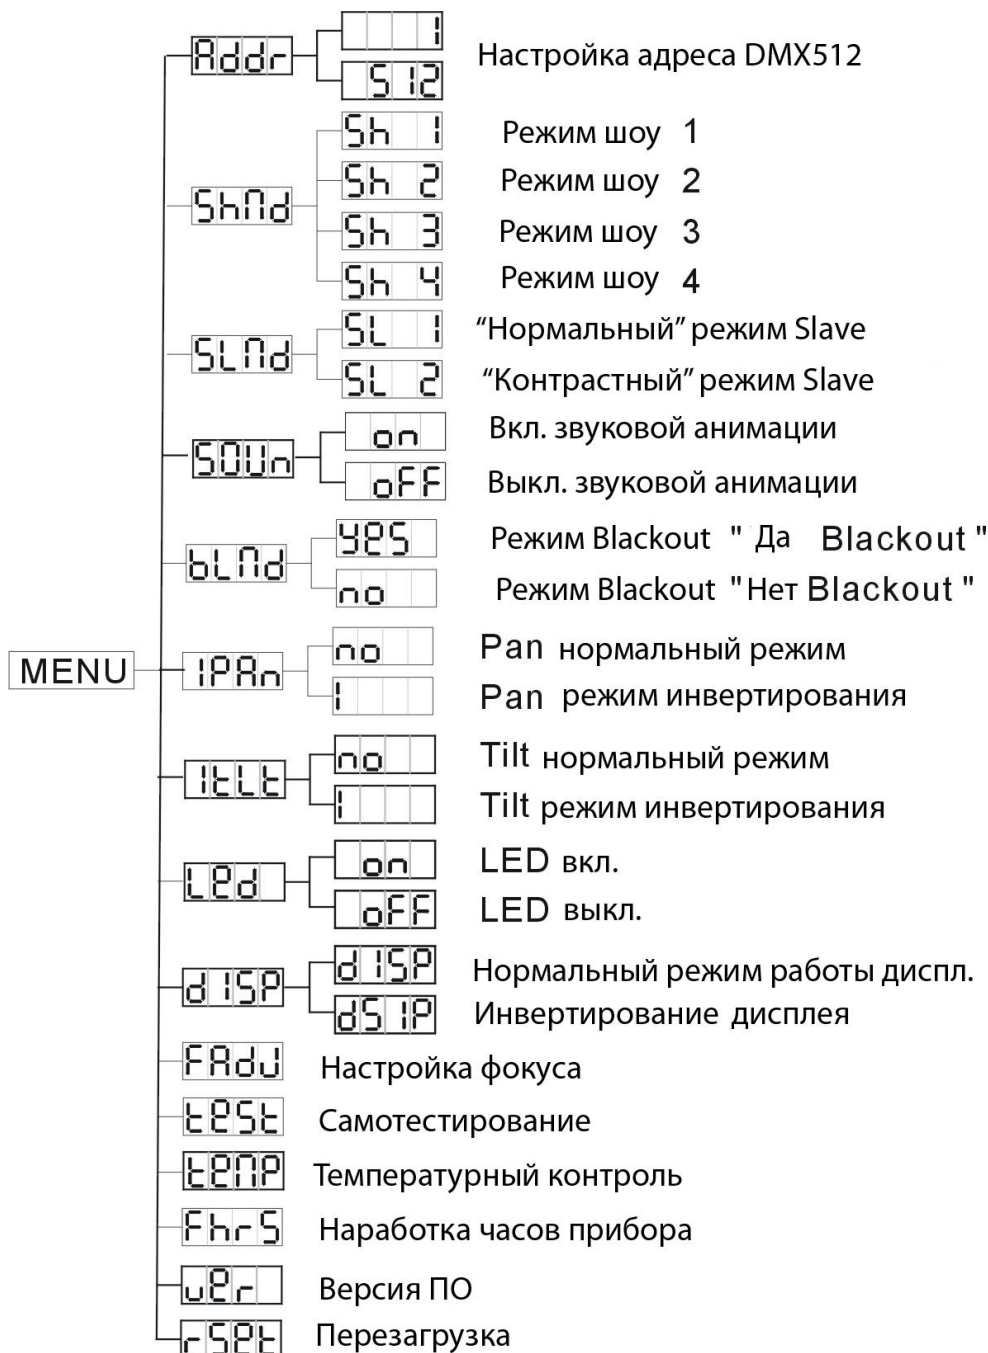 Addr 1 Настройка адреса DMX512
512
ShMd Sh 1 Режим шоу 1
Sh 2 Режим шоу 2
Sh 3 Режим шоу 3
Sh 4 Режим шоу 4
SLMd SL 1 “Нормальный” режим Slave
SL 2 “Контрастный” режим Slave
SOUn on Вкл. звуковой анимации
oFF Выкл. звуковой анимации
bLMd yes Режим Blackout " Да Blackout "
no Режим Blackout " Нет Blackout "
MENU
IPAn no Pan нормальный режим
I Pan режим инвертирования
ItLt no Tilt нормальный режим
I Tilt режим инвертирования
Led on LED вкл.
oFF LED выкл.
dISP dISP Нормальный режим работы диспл.
dSIP Инвертирование дисплея
FAdJ Настройка фокуса
teSt Самотестирование
teMP Температурный контроль
FhrS Наработка часов прибора
ver Версия ПО
rSet Перезагрузка